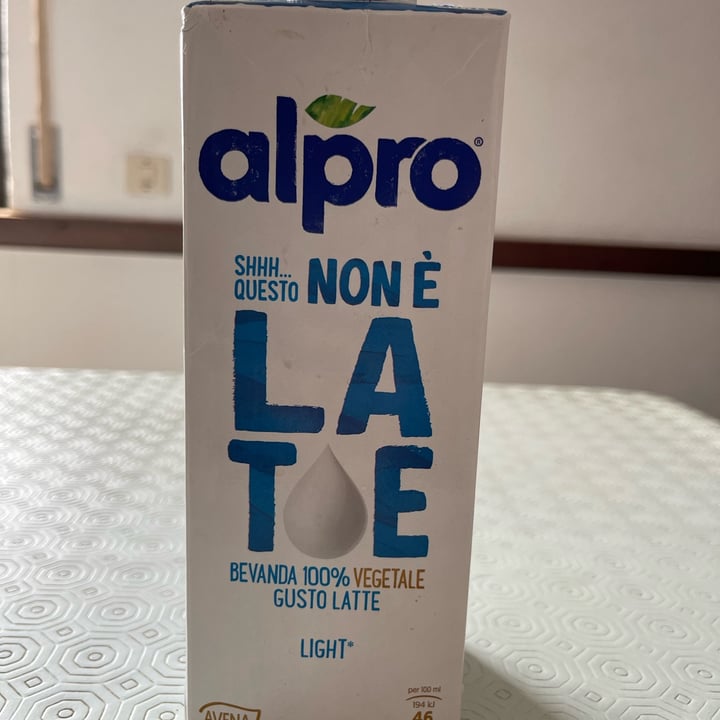 alpro®
SHHH...
QUESTO NON È
LA
T E
BEVANDA 100% VEGETALE
GUSTO LATTE
LIGHT*
per 100 ml
194 kJ
AVENA
46